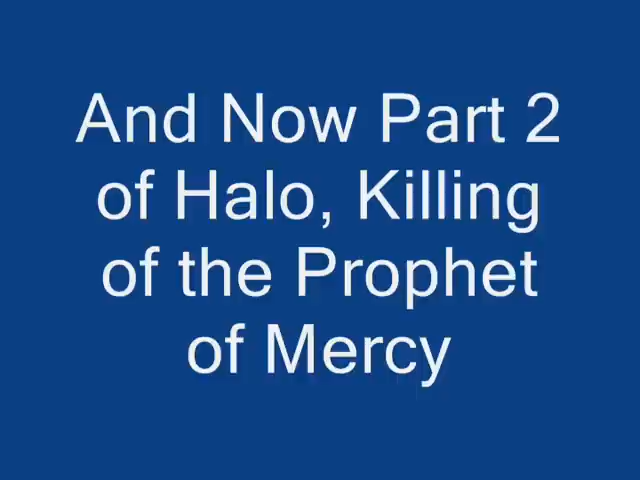 And Now Part 2
of Halo, Killing
of the Prophet
of Mercy